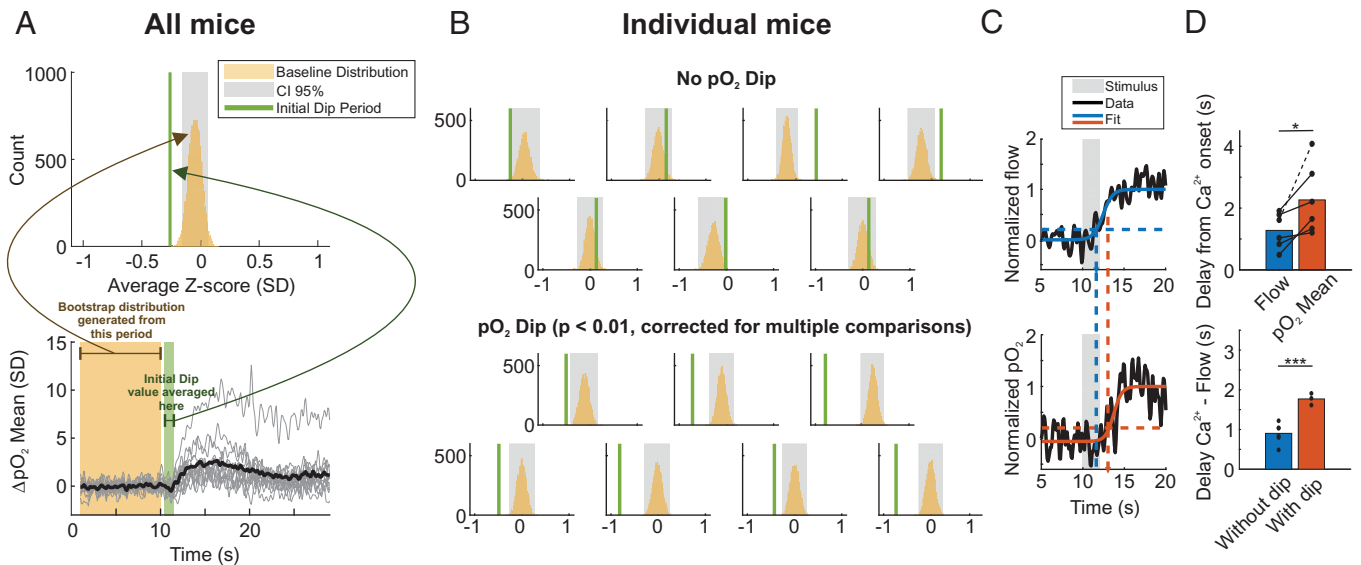 A
All mice
Baseline Distribution
CI 95%
Initial Dip Period
1000
500
0
Count
-1
-0.5
0
0.5
1
Average Z-score (SD)
Bootstrap distribution
generated from
this period
Initial Dip
value averaged
here
15
10
5
0
ΔpO2 Mean (SD)
0
10
20
Time (s)
B
Individual mice
No pO2 Dip
500
0
500
0
-1
0
1
-1
0
1
-1
0
1
pO2 Dip (p < 0.01, corrected for multiple comparisons)
500
0
500
0
-1
0
1
-1
0
1
-1
0
1
-1
0
1
C
Stimulus
Data
Fit
2
1
0
Normalized flow
5
10
15
20
2
1
0
Normalized pO2
5
10
15
20
Time (s)
D
Delay from Ca2+ onset (s)
4
2
0
*
Flow
pO2 Mean
Delay Ca2+ - Flow (s)
3
2
1
0
***
Without dip
With dip